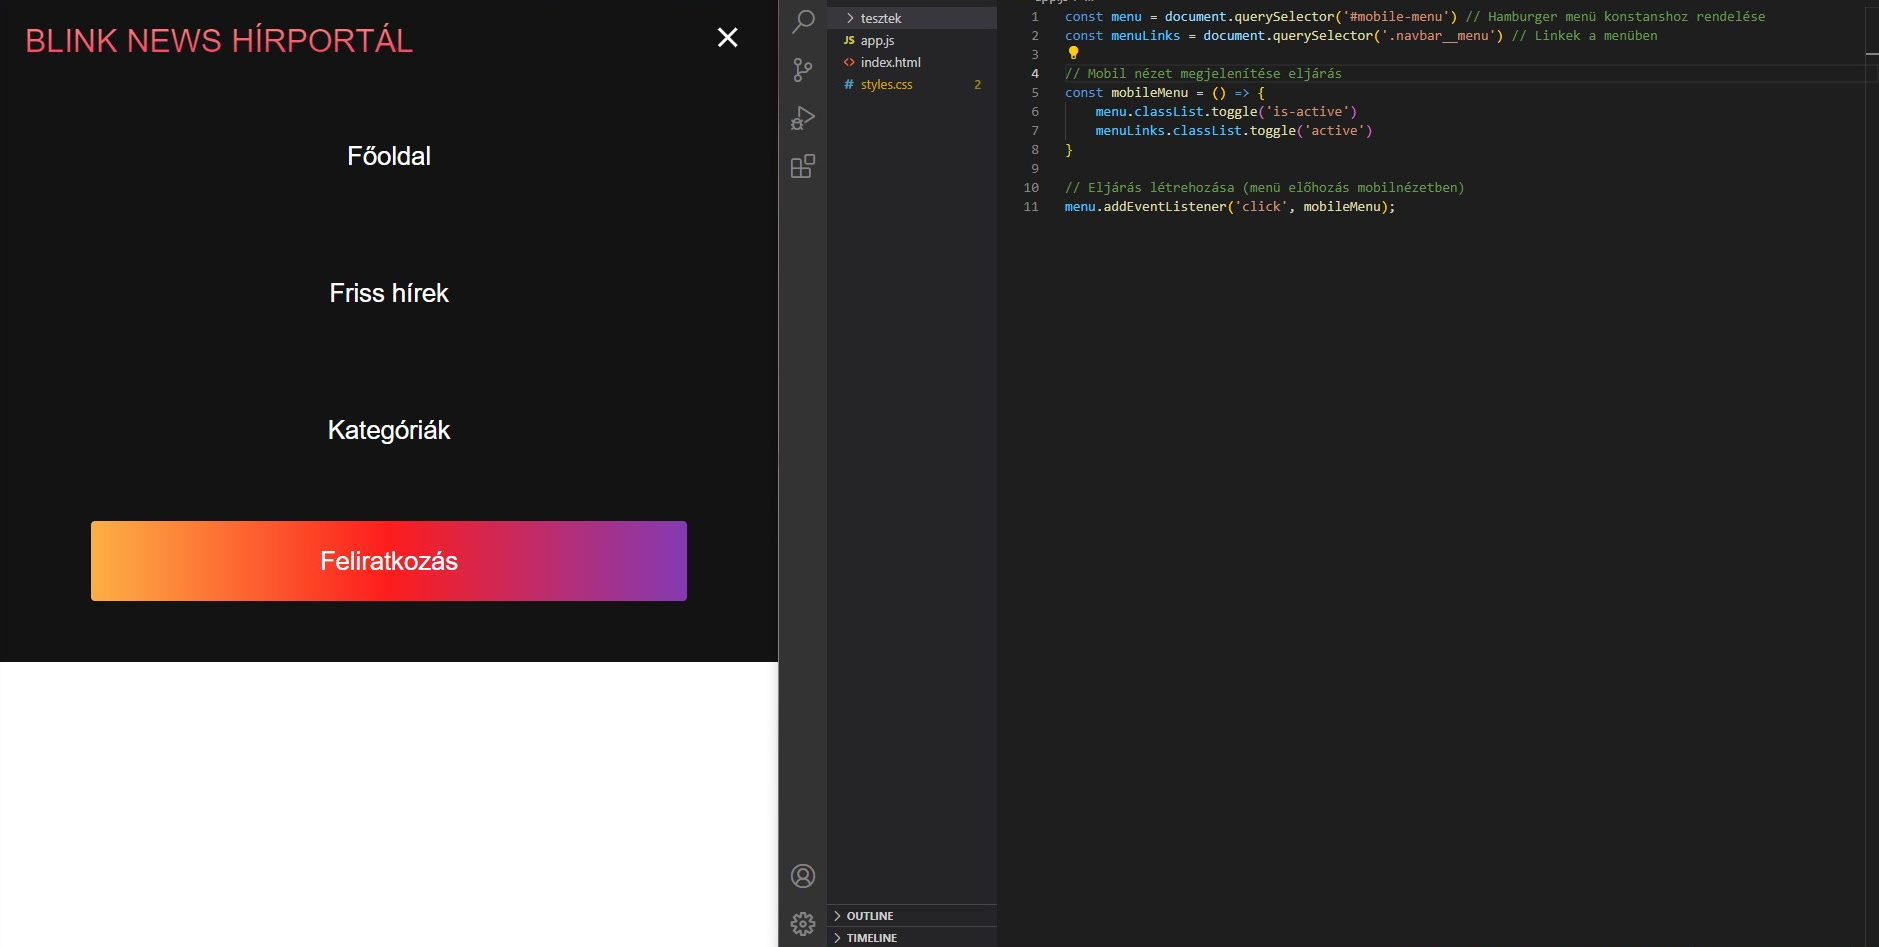 BLINK NEWS HÍRPORTÁL
Főoldal
Friss hírek
Kategóriák
Feliratkozás
tesztek
JS app.js
<> index.html
# styles.css 2
OUTLINE
TIMELINE
1 const menu = document.querySelector('#mobile-menu') // Hamburger menü konstanshoz rendelése
2 const menuLinks = document.querySelector('.navbar__menu') // Linkek a menüben
3
4 // Mobil nézet megjelenítése eljárás
5 const mobileMenu = () => {
6 menu.classList.toggle('is-active')
7 menuLinks.classList.toggle('active')
8 }
9
10 // Eljárás létrehozása (menü előhozás mobilnézetben)
11 menu.addEventListener('click', mobileMenu);